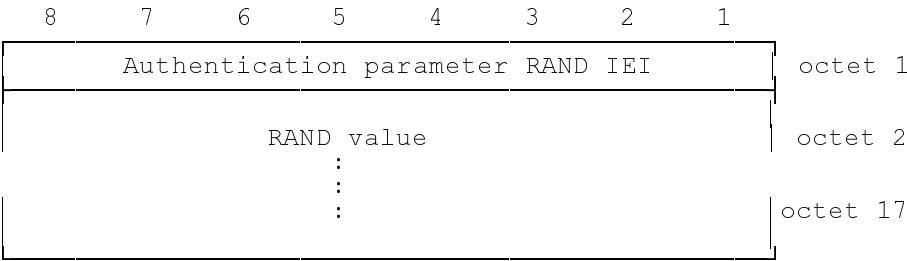 8 7 6 5 4 3 2 1
Authentication parameter RAND IEI octet 1
RAND value octet 2
:
:
: octet 17